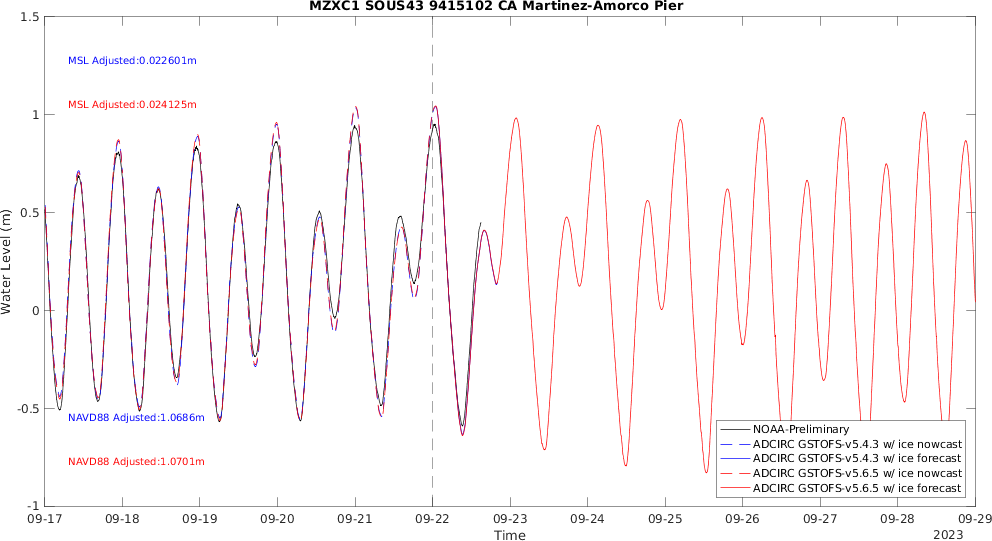 MZXC1 SOUS43 9415102 CA Martinez-Amorco Pier
1.5
1
0.5
0
-0.5
-1
Water Level (m)
MSL Adjusted:0.022601m
MSL Adjusted:0.024125m
NAVD88 Adjusted:1.0686m
NAVD88 Adjusted:1.0701m
NOAA-Preliminary
ADCIRC GSTOFS-v5.4.3 w/ ice nowcast
ADCIRC GSTOFS-v5.4.3 w/ ice forecast
ADCIRC GSTOFS-v5.6.5 w/ ice nowcast
ADCIRC GSTOFS-v5.6.5 w/ ice forecast
09-17 09-18 09-19 09-20 09-21 09-22 09-23 09-24 09-25 09-26 09-27 09-28 09-29
Time
2023